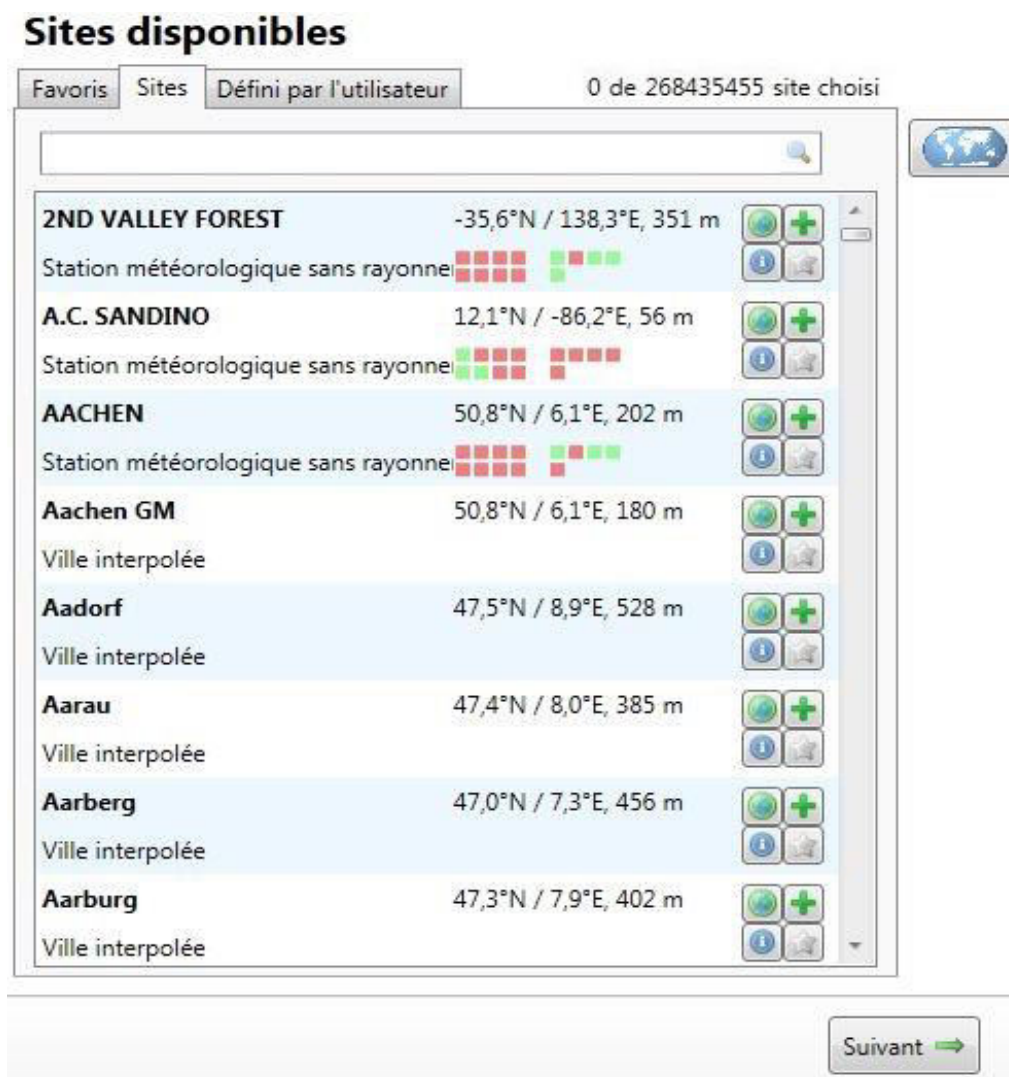 Sites disponibles
Favoris Sites Défini par l'utilisateur 0 de 268435455 site choisi
2ND VALLEY FOREST -35,6°N / 138,3°E, 351 m
Station météorologique sans rayonne
A.C. SANDINO 12,1°N / -86,2°E, 56 m
Station météorologique sans rayonne
AACHEN 50,8°N / 6,1°E, 202 m
Station météorologique sans rayonne
Aachen GM 50,8°N / 6,1°E, 180 m
Ville interpolée
Aadorf 47,5°N / 8,9°E, 528 m
Ville interpolée
Aarau 47,4°N / 8,0°E, 385 m
Ville interpolée
Aarberg 47,0°N / 7,3°E, 456 m
Ville interpolée
Aarburg 47,3°N / 7,9°E, 402 m
Ville interpolée
Suivant